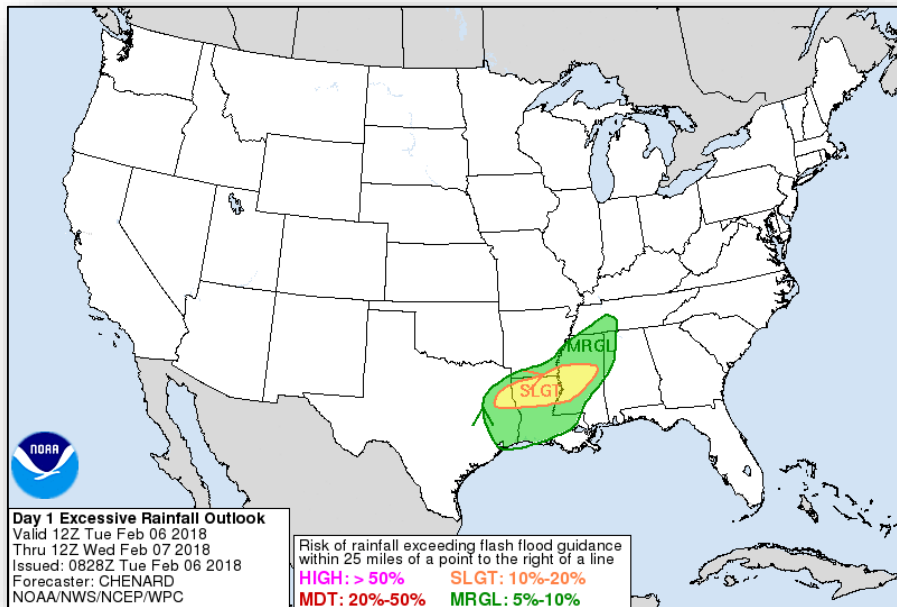 MRGL
SLGT
NOAA
Day 1 Excessive Rainfall Outlook
Valid 12Z Tue Feb 06 2018
Thru 12Z Wed Feb 07 2018
Issued: 0828Z Tue Feb 06 2018
Forecaster: CHENARD
NOAA/NWS/NCEP/WPC
Risk of rainfall exceeding flash flood guidance
within 25 miles of a point to the right of a line
HIGH: > 50% SLGT: 10%-20%
MDT: 20%-50% MRGL: 5%-10%